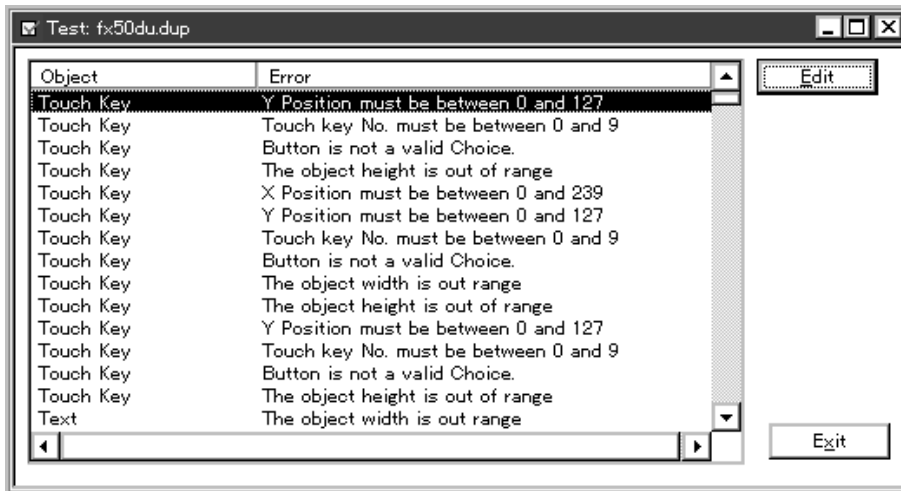 Test: fx50du.dup
Object Error
Touch Key Y Position must be between 0 and 127
Touch Key Touch key No. must be between 0 and 9
Touch Key Button is not a valid Choice.
Touch Key The object height is out of range
Touch Key X Position must be between 0 and 239
Touch Key Y Position must be between 0 and 127
Touch Key Touch key No. must be between 0 and 9
Touch Key Button is not a valid Choice.
Touch Key The object width is out range
Touch Key The object height is out of range
Touch Key Y Position must be between 0 and 127
Touch Key Touch key No. must be between 0 and 9
Touch Key Button is not a valid Choice.
Touch Key The object height is out of range
Text The object width is out range
Edit
Exit